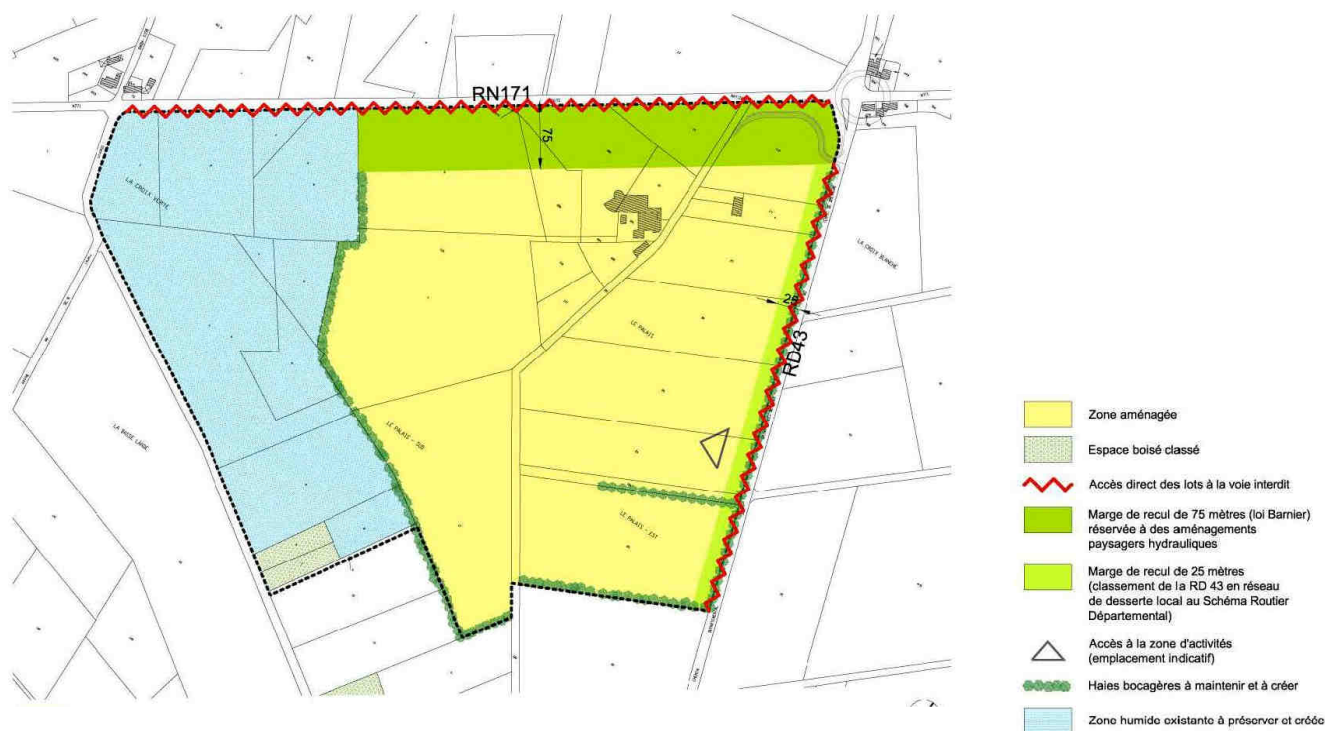 RN171
75
LA CROIX VERTE
LA CROIX BLANCHE
25
LE PALAIS
RD43
LA BASSE LANDE
LE PALAIS - SUD
LE PALAIS - EST
Zone aménagée
Espace boisé classé
Accès direct des lots à la voie interdit
Marge de recul de 75 mètres (loi Barnier)
réservée à des aménagements
paysagers hydrauliques
Marge de recul de 25 mètres
(classement de la RD 43 en réseau
de desserte local au Schéma Routier
Départemental)
Accès à la zone d'activités
(emplacement indicatif)
Haies bocagères à maintenir et à créer
Zone humide existante à préserver et créée